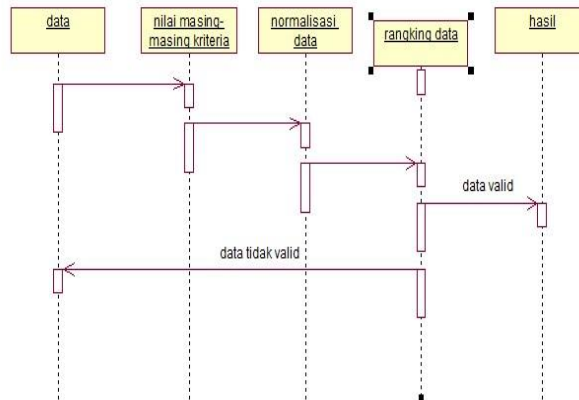 data
nilai masing-
masing kriteria
normalisasi
data
rangking data
hasil
data valid
data tidak valid